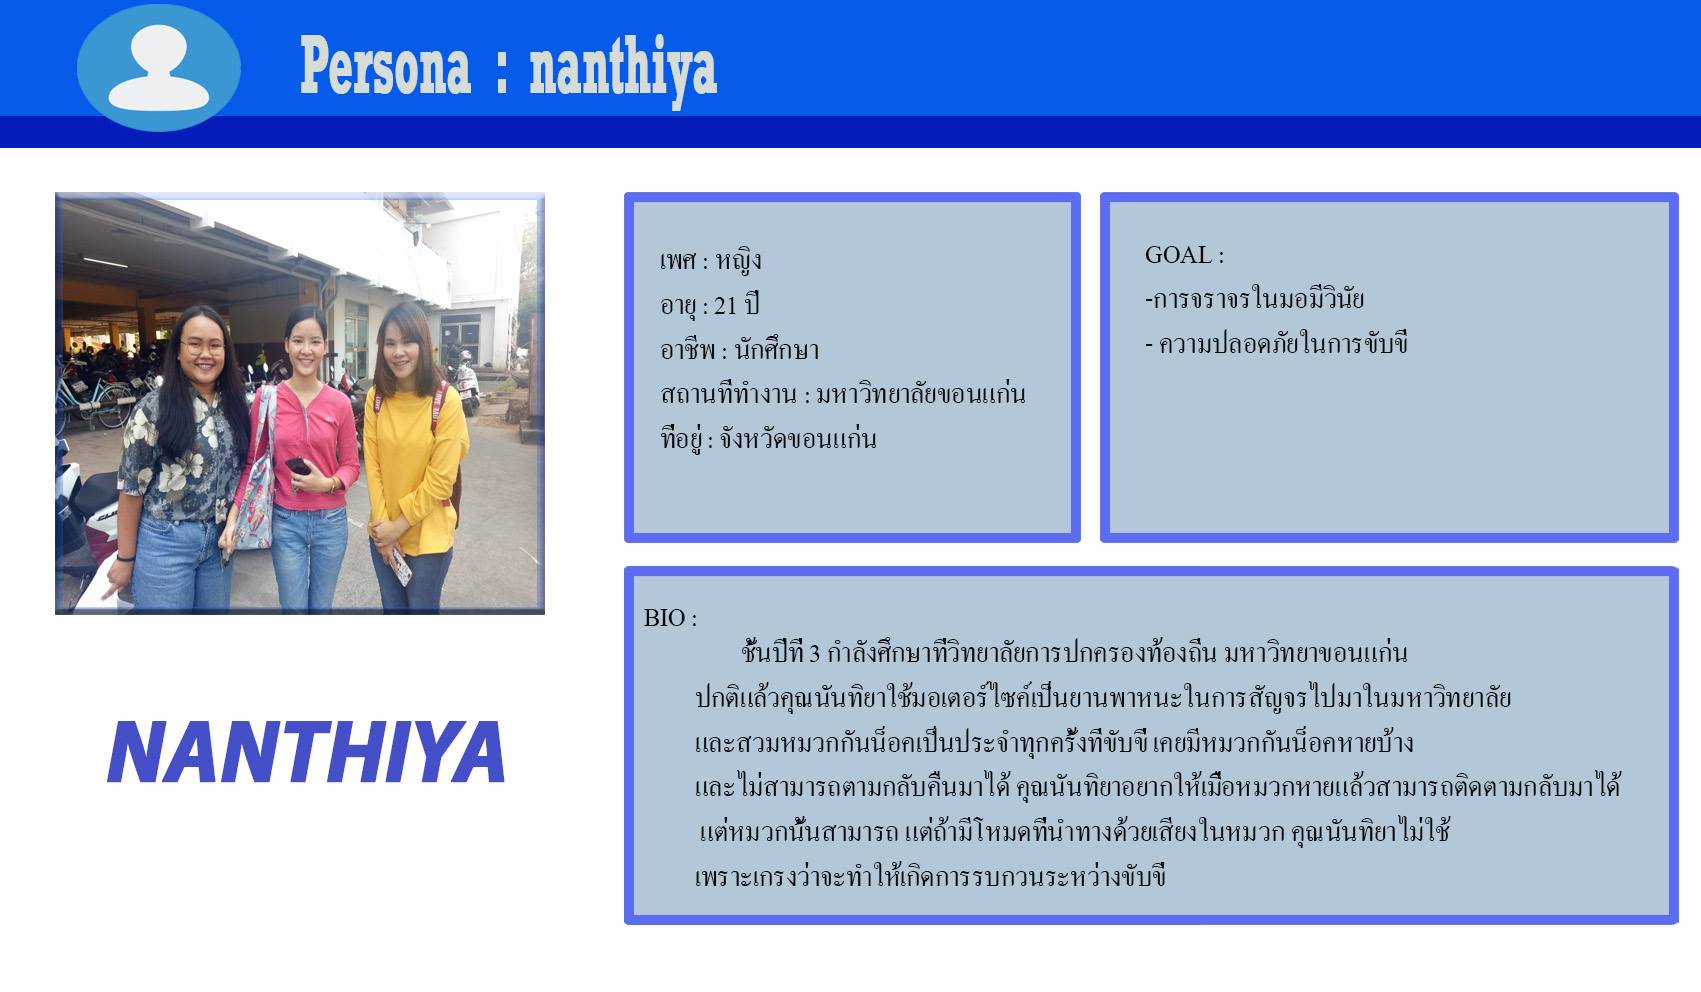 Persona : nanthiya
เพศ : หญิง
อายุ : 21 ปี
อาชีพ : นักศึกษา
สถานที่ทำงาน : มหาวิทยาลัยขอนแก่น
ที่อยู่ : จังหวัดขอนแก่น
GOAL :
-การจราจรในมอมีวินัย
- ความปลอดภัยในการขับขี่
BIO :
ชั้นปีที่ 3 กำลังศึกษาที่วิทยาลัยการปกครองท้องถิ่น มหาวิทยาขอนแก่น
ปกติแล้วคุณนันทิยาใช้มอเตอร์ไซค์เป็นยานพาหนะในการสัญจรไปมาในมหาวิทยาลัย
และสวมหมวกกันน็อคเป็นประจำทุกครั้งที่ขับขี่ เคยมีหมวกกันน็อคหายบ้าง
และไม่สามารถตามกลับคืนมาได้ คุณนันทิยาอยากให้เมื่อหมวกหายแล้วสามารถติดตามกลับมาได้
แต่หมวกนั้นสามารถ แต่ถ้ามีโหมดที่นำทางด้วยเสียงในหมวก คุณนันทิยาไม่ใช้
เพราะเกรงว่าจะทำให้เกิดการรบกวนระหว่างขับขี่
NANTHIYA